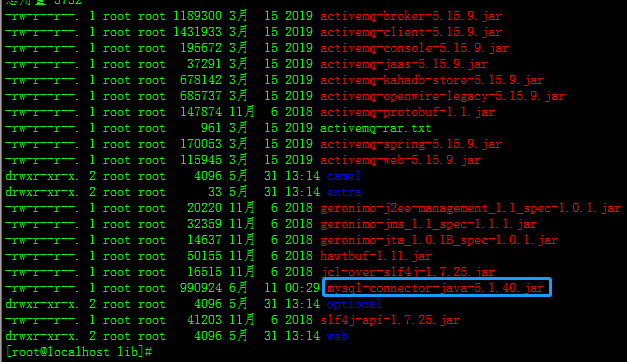 总用量 5732
-rw-r--r--. 1 root root 1189300 3月  15 2019 activemq-broker-5.15.9.jar
-rw-r--r--. 1 root root 1431933 3月  15 2019 activemq-client-5.15.9.jar
-rw-r--r--. 1 root root  195672 3月  15 2019 activemq-console-5.15.9.jar
-rw-r--r--. 1 root root   37291 3月  15 2019 activemq-jaas-5.15.9.jar
-rw-r--r--. 1 root root  678142 3月  15 2019 activemq-kahadb-store-5.15.9.jar
-rw-r--r--. 1 root root  685737 3月  15 2019 activemq-openwire-legacy-5.15.9.jar
-rw-r--r--. 1 root root  147874 11月  6 2018 activemq-protobuf-1.1.jar
-rw-r--r--. 1 root root     961 3月  15 2019 activemq-rar.txt
-rw-r--r--. 1 root root  170053 3月  15 2019 activemq-spring-5.15.9.jar
-rw-r--r--. 1 root root  115945 3月  15 2019 activemq-web-5.15.9.jar
drwxr-xr-x. 2 root root    4096 5月  31 13:14 camel
drwxr-xr-x. 2 root root      33 5月  31 13:14 extra
-rw-r--r--. 1 root root   20220 11月  6 2018 geronimo-j2ee-management_1.1_spec-1.0.1.jar
-rw-r--r--. 1 root root   32359 11月  6 2018 geronimo-jms_1.1_spec-1.1.1.jar
-rw-r--r--. 1 root root   14637 11月  6 2018 geronimo-jta_1.0.1B_spec-1.0.1.jar
-rw-r--r--. 1 root root   50155 11月  6 2018 hawtbuf-1.11.jar
-rw-r--r--. 1 root root   16515 11月  6 2018 jcl-over-slf4j-1.7.25.jar
-rw-r--r--. 1 root root  990924 6月  11 00:29 mysql-connector-java-5.1.40.jar
drwxr-xr-x. 2 root root    4096 5月  31 13:14 optional
-rw-r--r--. 1 root root   41203 11月  6 2018 slf4j-api-1.7.25.jar
drwxr-xr-x. 2 root root    4096 5月  31 13:14 web
[root@localhost lib]#